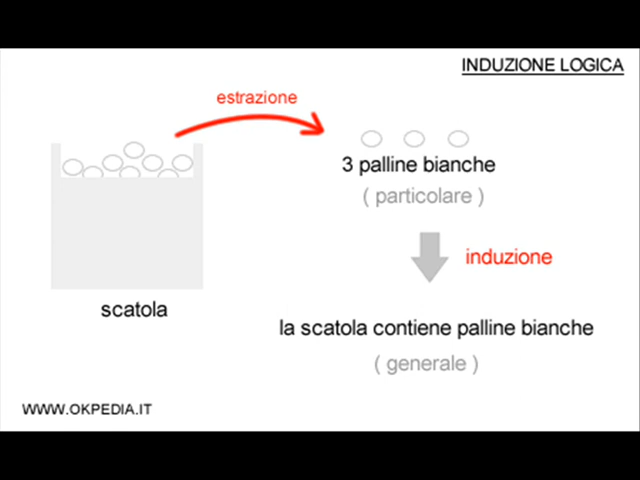 INDUZIONE LOGICA
estrazione
3 palline bianche
( particolare )
induzione
scatola
la scatola contiene palline bianche
( generale )
WWW.OKPEDIA.IT